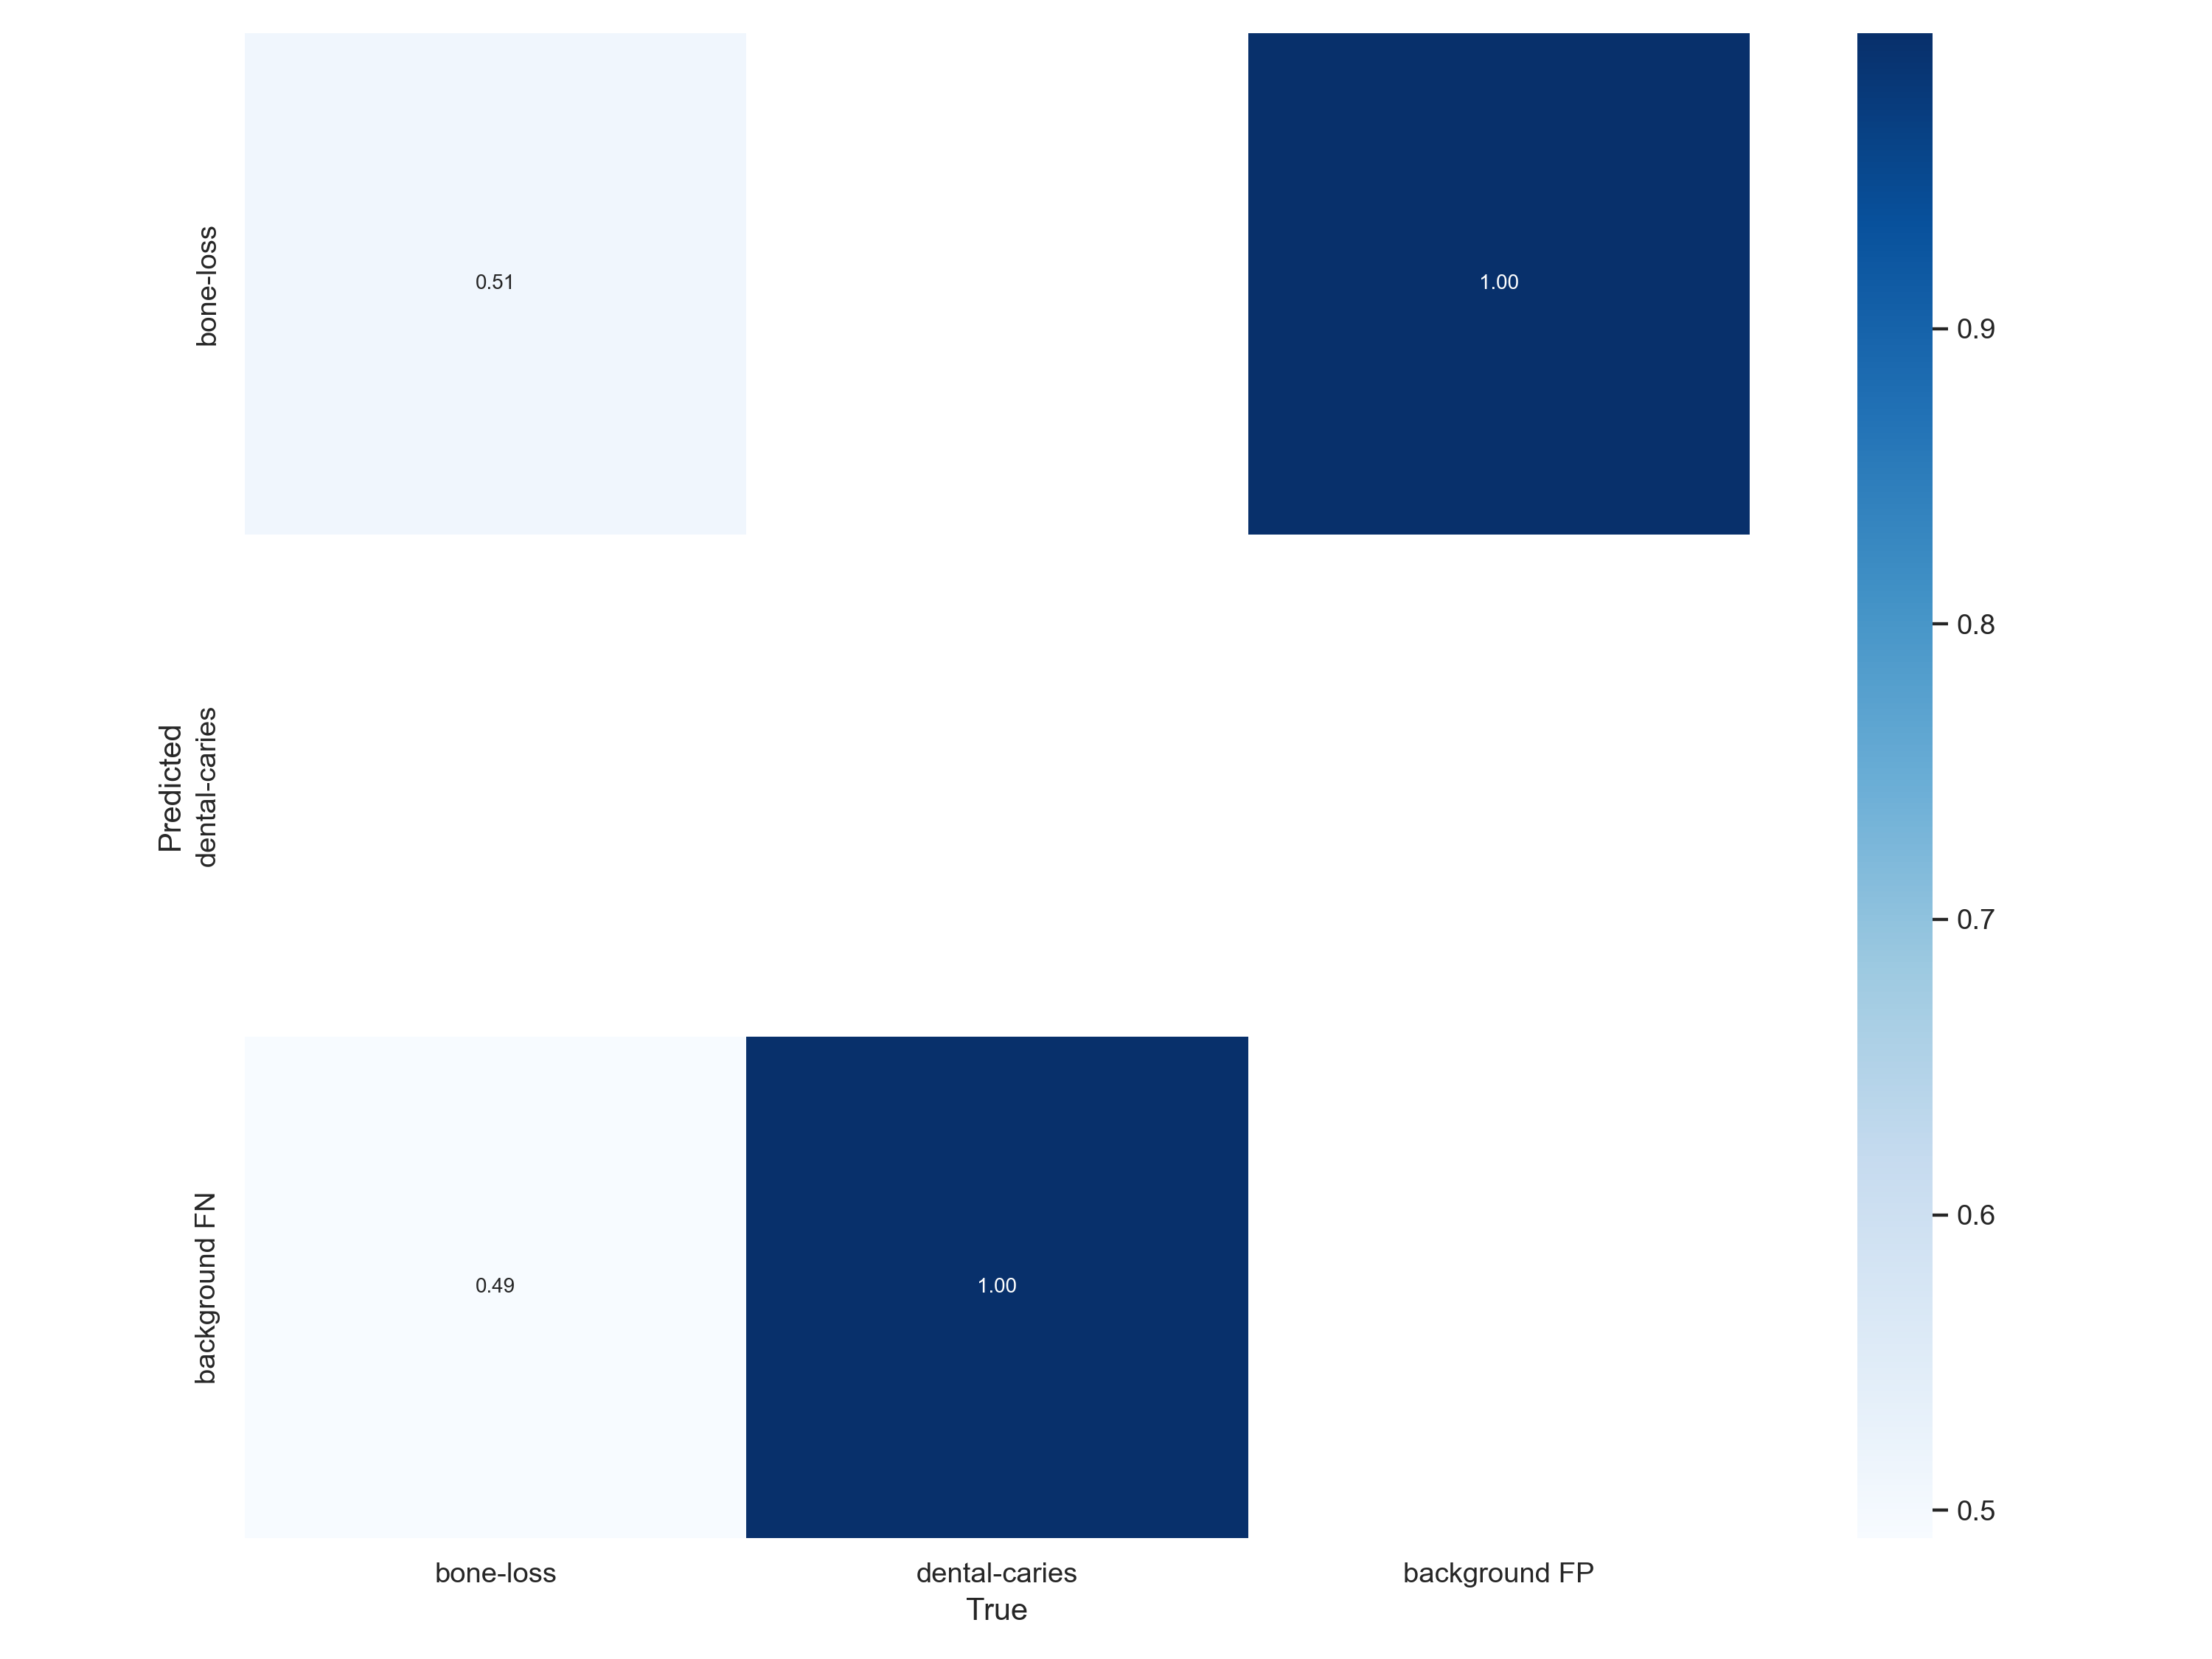 bone-loss
0.51
1.00
Predicted
dental-caries
background FN
0.49
1.00
bone-loss
dental-caries
background FP
True
0.9
0.8
0.7
0.6
0.5